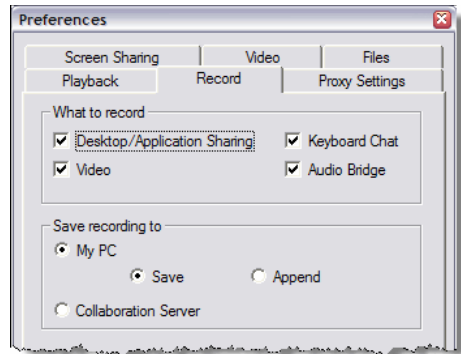 Preferences
Screen Sharing Video Files
Playback Record Proxy Settings
What to record
Desktop/Application Sharing Keyboard Chat
Video Audio Bridge
Save recording to
My PC
Save Append
Collaboration Server